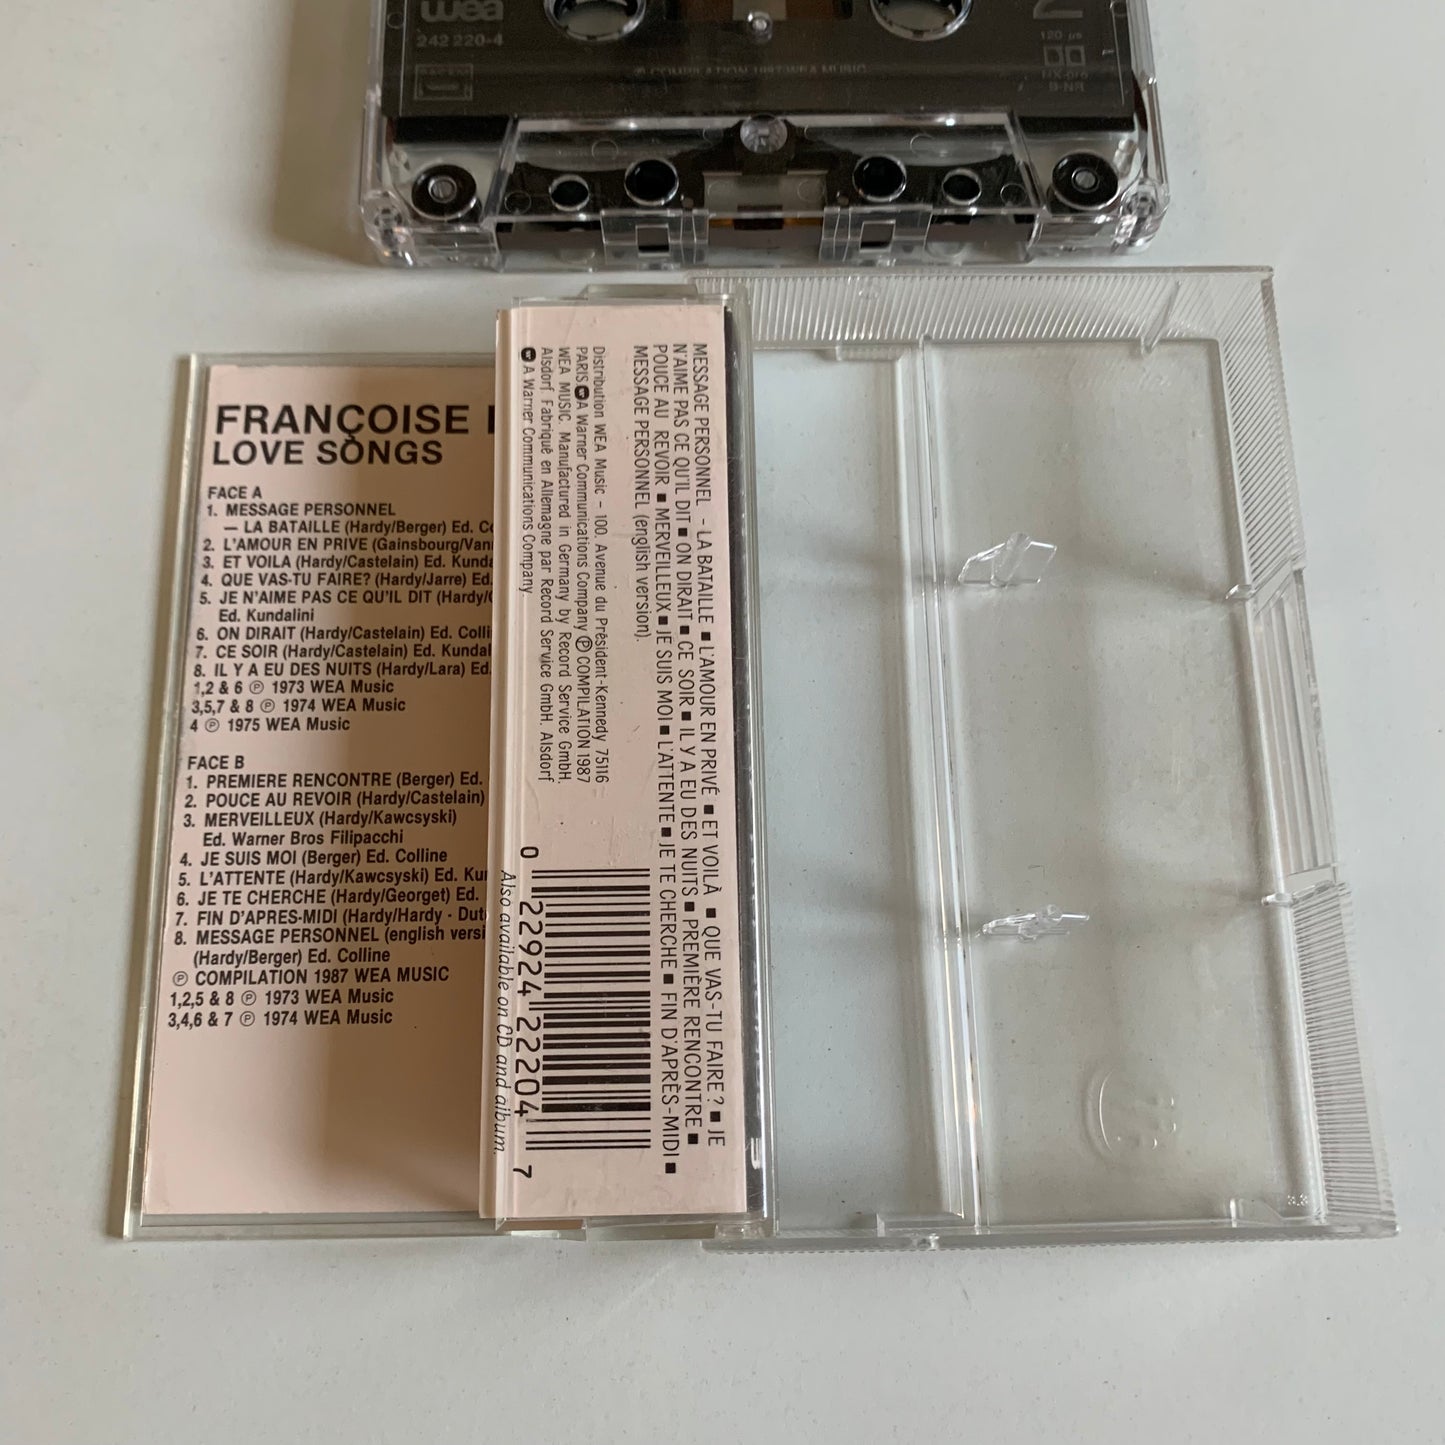 wea
242 220-4
2
120 µs
B-NR
SACEM
℗ COMPILATION 1987 WEA MUSIC
FRANÇOISE
LOVE SONGS
FACE A
1. MESSAGE PERSONNEL
— LA BATAILLE (Hardy/Berger) Ed.
2. L'AMOUR EN PRIVE (Gainsbourg/
3. ET VOILA (Hardy/Castelain) Ed.
4. QUE VAS-TU FAIRE? (Hardy/Jarre) Ed.
5. JE N'AIME PAS CE QU'IL DIT (Hardy/
Ed. Kundalini
6. ON DIRAIT (Hardy/Castelain) Ed.
7. CE SOIR (Hardy/Castelain) Ed.
8. IL Y A EU DES NUITS (Hardy/Lara) Ed.
1,2 & 6 ℗ 1973 WEA Music
3,5,7 & 8 ℗ 1974 WEA Music
4 ℗ 1975 WEA Music
FACE B
1. PREMIERE RENCONTRE (Berger) Ed.
2. POUCE AU REVOIR (Hardy/Castelain)
3. MERVEILLEUX (Hardy/Kawcsyski)
Ed. Warner Bros Filipacchi
4. JE SUIS MOI (Berger) Ed. Colline
5. L'ATTENTE (Hardy/Kawcsyski) Ed.
6. JE TE CHERCHE (Hardy/Georget) Ed.
7. FIN D'APRES-MIDI (Hardy/Hardy -
8. MESSAGE PERSONNEL (english
(Hardy/Berger) Ed. Colline
℗ COMPILATION 1987 WEA MUSIC
1,2,5 & 8 ℗ 1973 WEA Music
3,4,6 & 7 ℗ 1974 WEA Music
MESSAGE PERSONNEL - LA BATAILLE ■ L'AMOUR EN PRIVÉ ■ ET VOILÀ ■ QUE VAS-TU FAIRE? ■ JE
N'AIME PAS CE QU'IL DIT ■ ON DIRAIT ■ CE SOIR ■ IL Y A EU DES NUITS ■ PREMIÈRE RENCONTRE ■
POUCE AU REVOIR ■ MERVEILLEUX ■ JE SUIS MOI ■ L'ATTENTE ■ JE TE CHERCHE ■ FIN D'APRÈS-MIDI ■
MESSAGE PERSONNEL (english version).
Distribution WEA Music - 100, Avenue du Président-Kennedy 75116
PARIS A Warner Communications Company ℗ COMPILATION 1987
WEA MUSIC. Manufactured in Germany by Record Service GmbH.
Alsdorf. Fabriqué en Allemagne par Record Service GmbH. Alsdorf
A Warner Communications Company
0 22924 22204 7
Also available on CD and album.
3.3